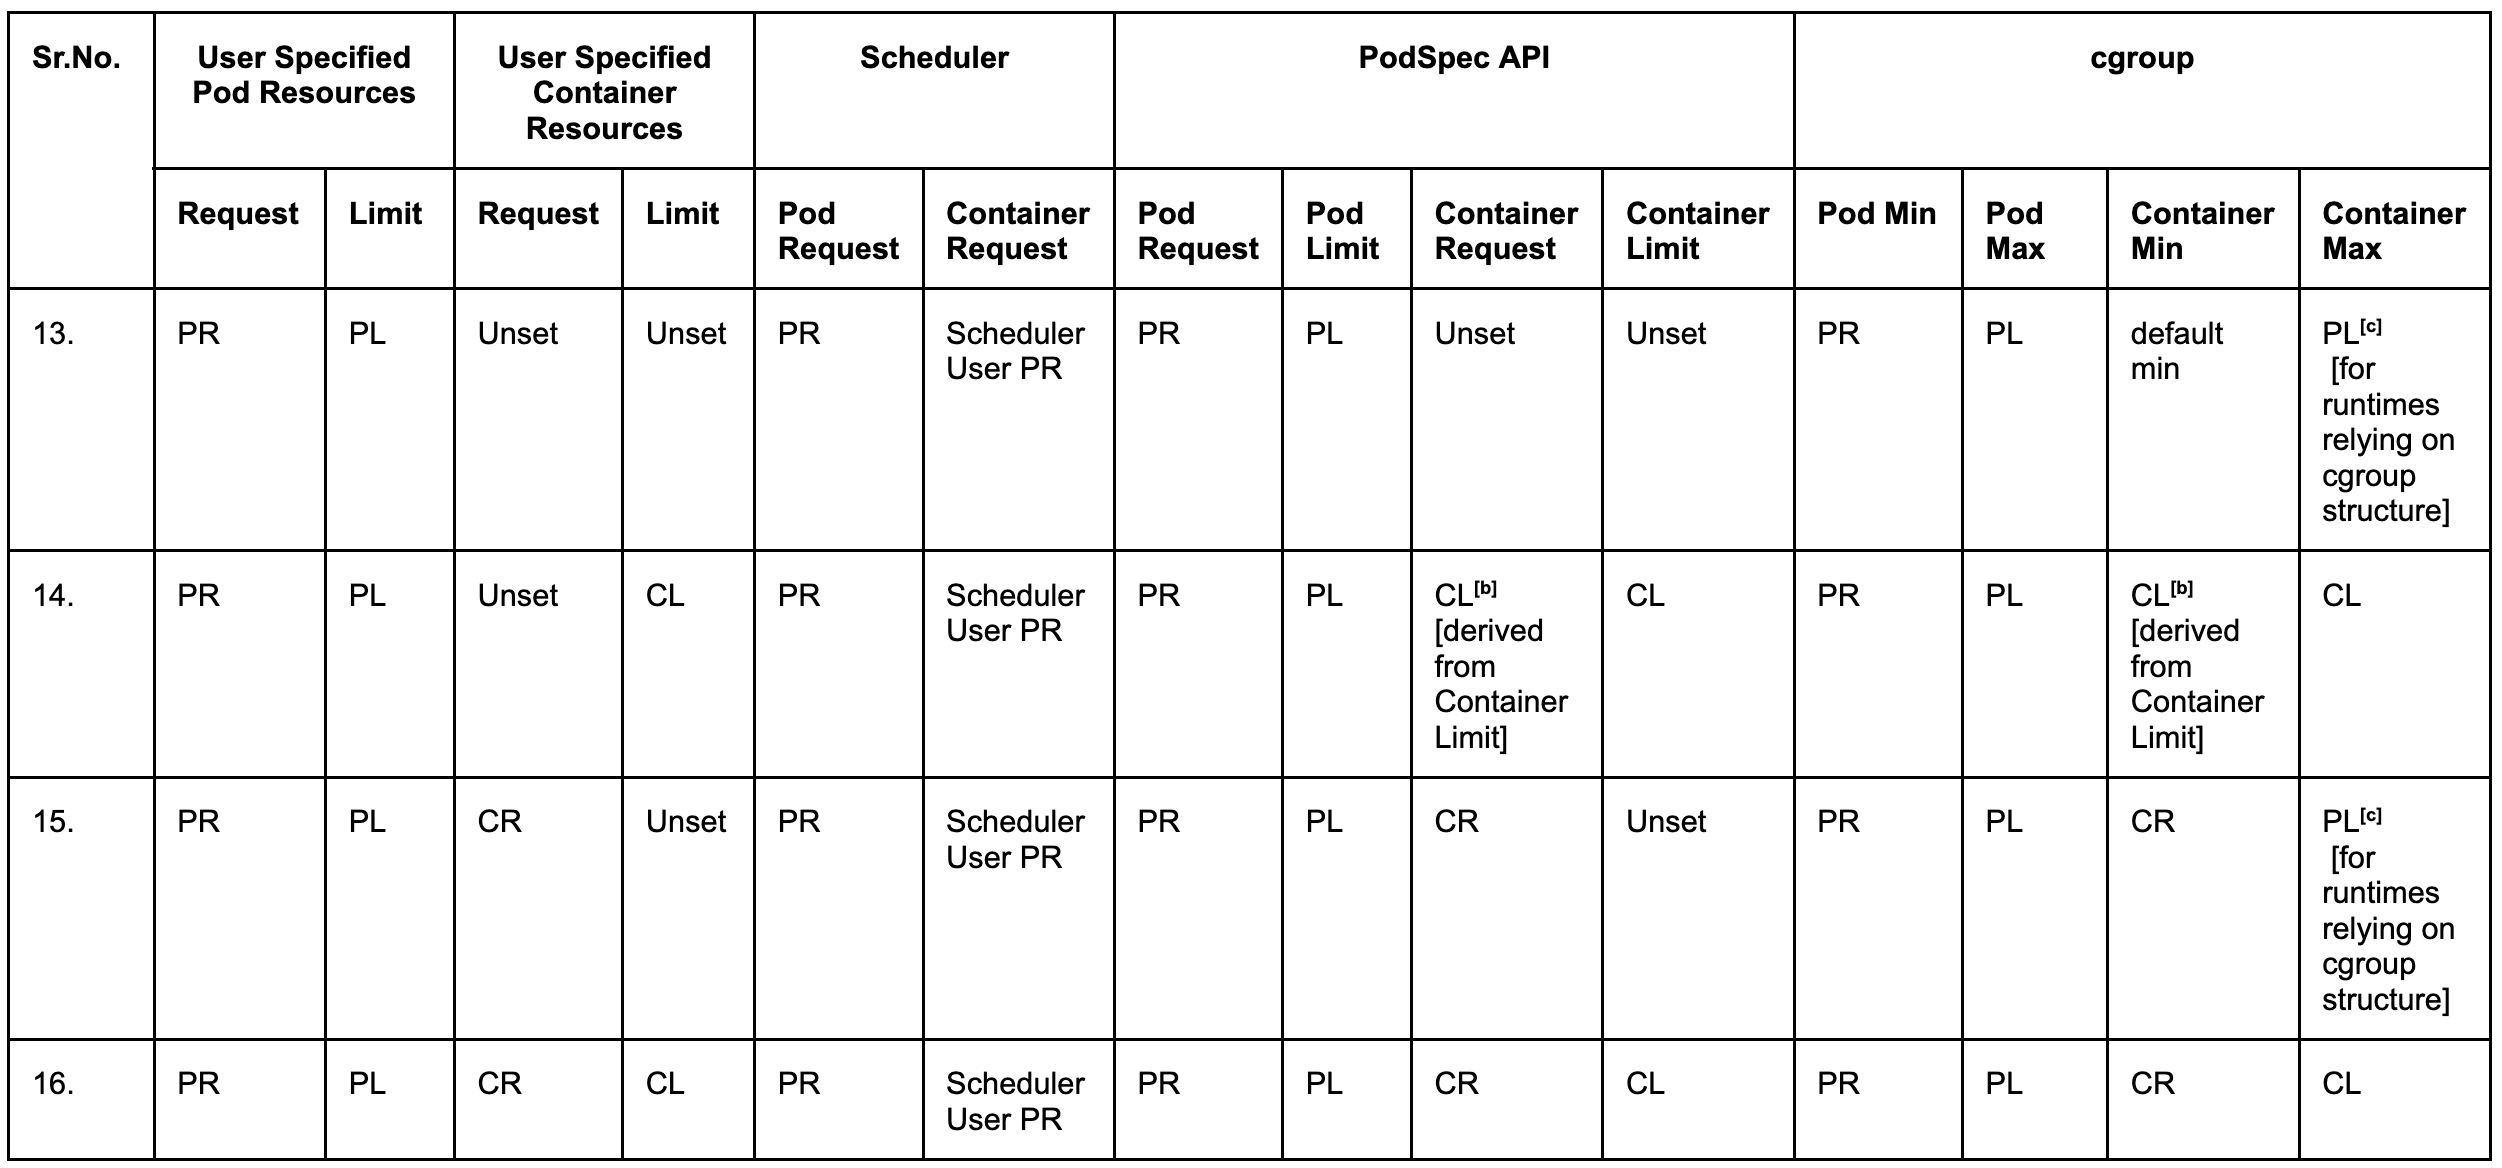 Sr.No.
User Specified
Pod Resources
User Specified
Container
Resources
Scheduler
PodSpec API
cgroup
Request
Limit
Request
Limit
Pod
Request
Container
Request
Pod
Request
Pod
Limit
Container
Request
Container
Limit
Pod Min
Pod
Max
Container
Min
Container
Max
13.
PR
PL
Unset
Unset
PR
Scheduler
User PR
PR
PL
Unset
Unset
PR
PL
default
min
PL[c]
[for
runtimes
relying on
cgroup
structure]
14.
PR
PL
Unset
CL
PR
Scheduler
User PR
PR
PL
CL[b]
[derived
from
Container
Limit]
CL
PR
PL
CL[b]
[derived
from
Container
Limit]
CL
15.
PR
PL
CR
Unset
PR
Scheduler
User PR
PR
PL
CR
Unset
PR
PL
CR
PL[c]
[for
runtimes
relying on
cgroup
structure]
16.
PR
PL
CR
CL
PR
Scheduler
User PR
PR
PL
CR
CL
PR
PL
CR
CL